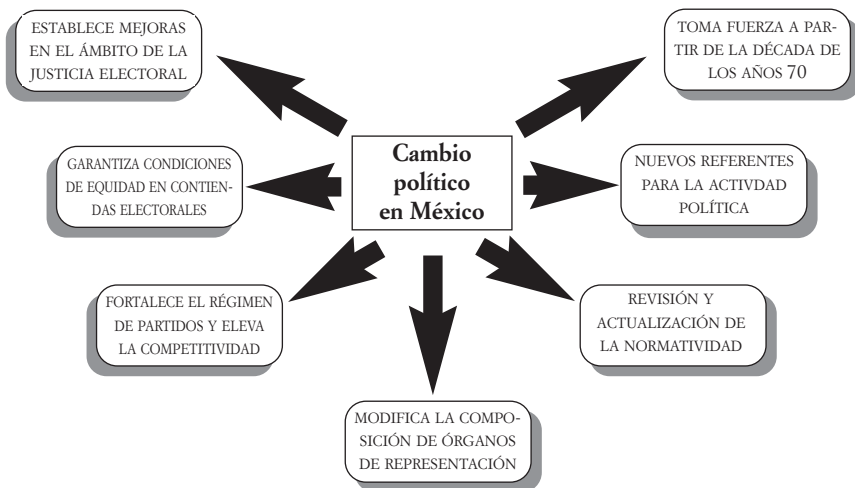 ESTABLECE MEJORAS
EN EL ÁMBITO DE LA
JUSTICIA ELECTORAL
TOMA FUERZA A PAR-
TIR DE LA DÉCADA DE
LOS AÑOS 70
Cambio
político
en México
GARANTIZA CONDICIONES
DE EQUIDAD EN CONTIEN-
DAS ELECTORALES
NUEVOS REFERENTES
PARA LA ACTIVDAD
POLÍTICA
FORTALECE EL RÉGIMEN
DE PARTIDOS Y ELEVA
LA COMPETITIVIDAD
REVISIÓN Y
ACTUALIZACIÓN DE
LA NORMATIVIDAD
MODIFICA LA COMPO-
SICIÓN DE ÓRGANOS
DE REPRESENTACIÓN